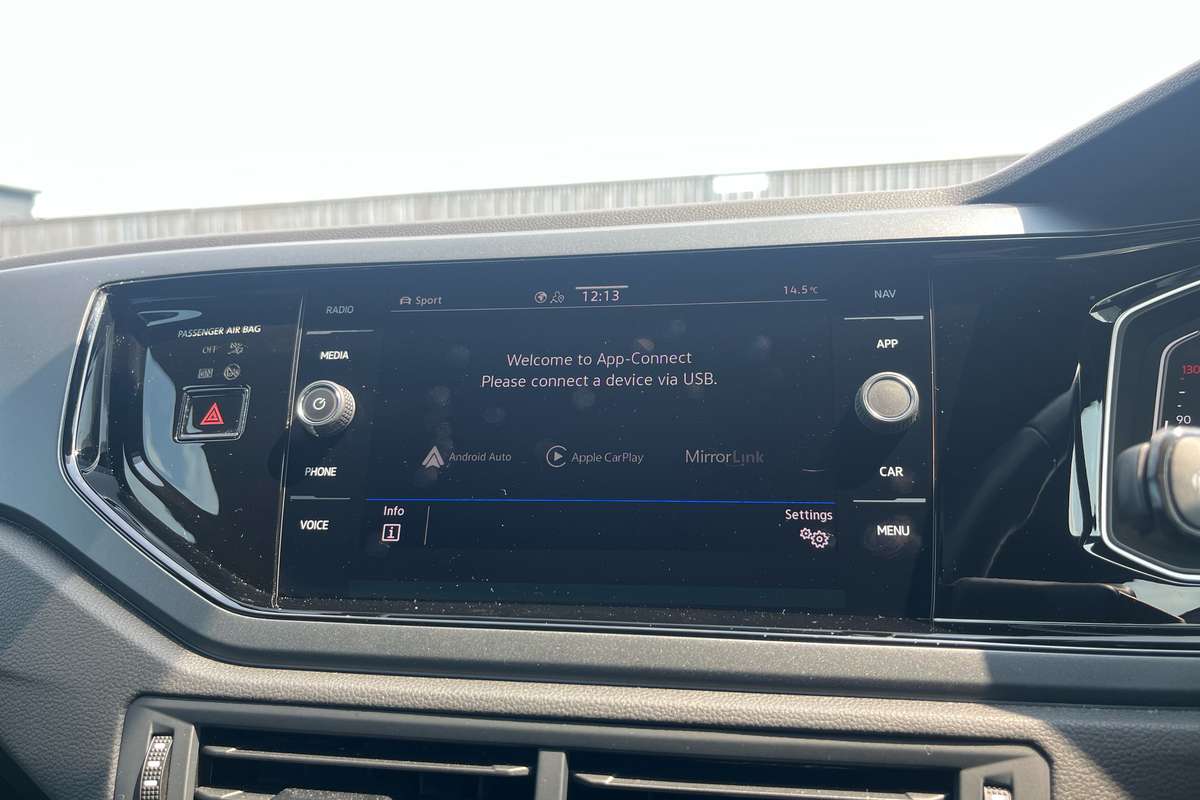 PASSENGER AIR BAG
OFF
ON
RADIO
MEDIA
PHONE
VOICE
Sport
12:13
14.5°C
Welcome to App-Connect
Please connect a device via USB.
Android Auto
Apple CarPlay
MirrorLink
Info
i
Settings
NAV
APP
CAR
MENU
130
90